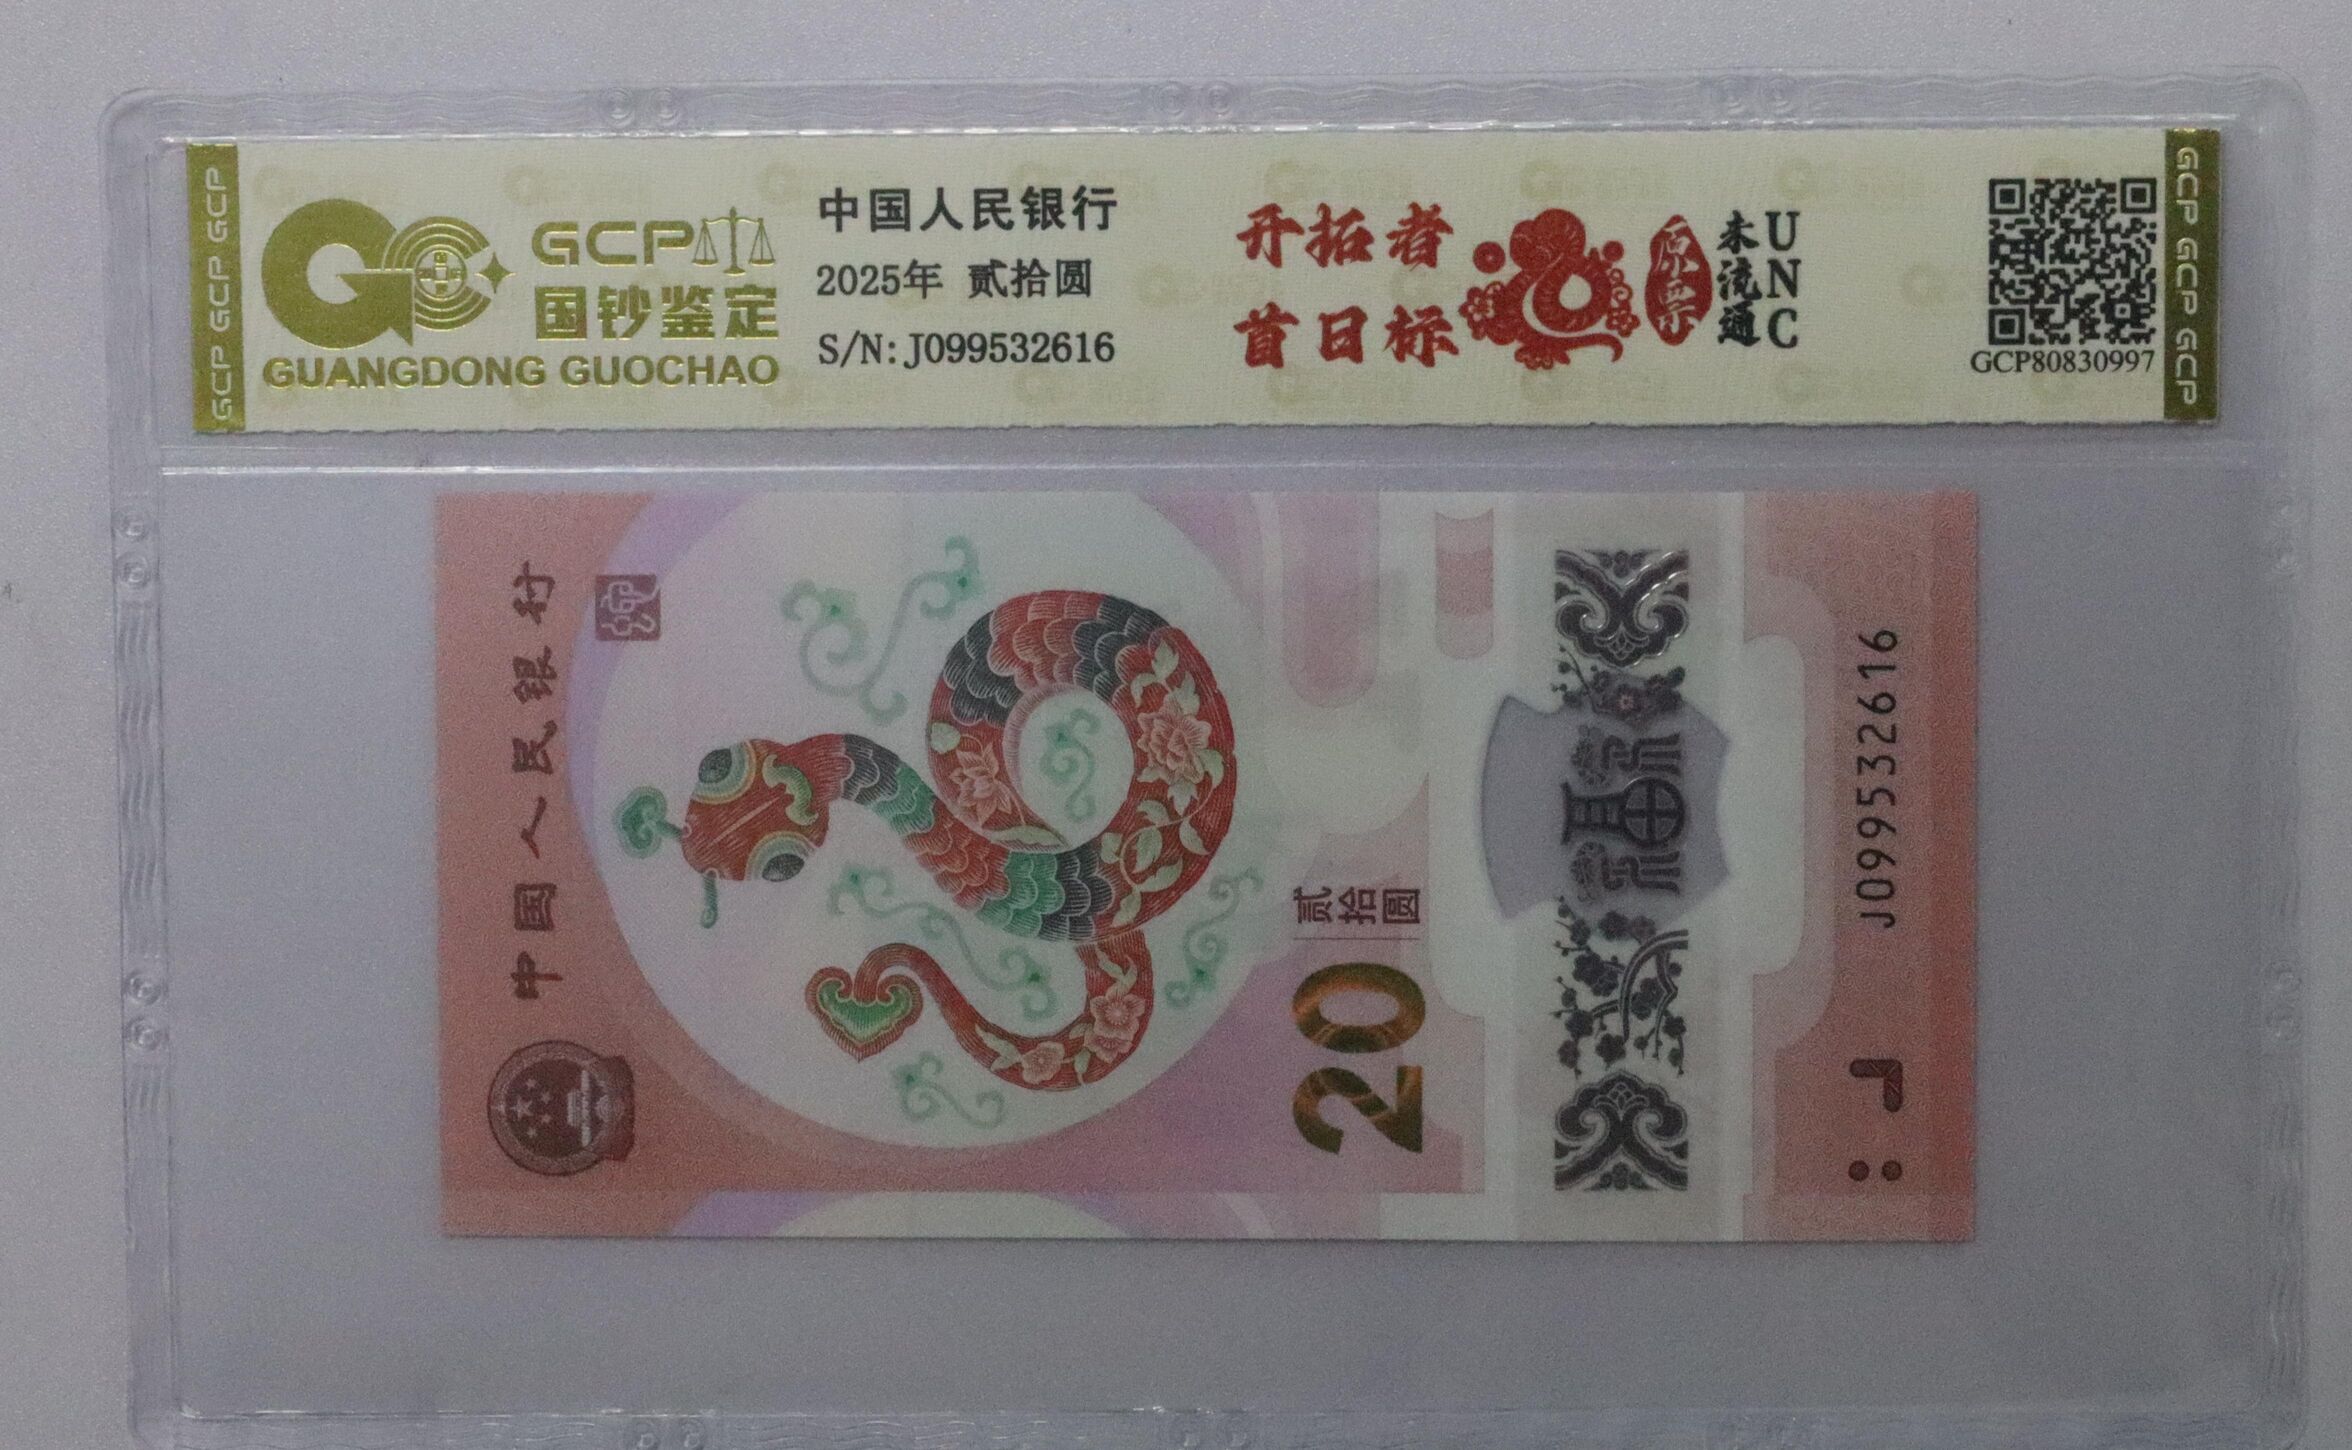 GCP GCP GCP
GCP
国钞鉴定
GUANGDONG GUOCHAO
中国人民银行
2025年 贰拾圆
S/N:J099532616
开拓者
首日标
原票
未流通
UNC
GCP80830997
GCP GCP GCP
中国人民银行
贰拾圆
20
福
J099532616